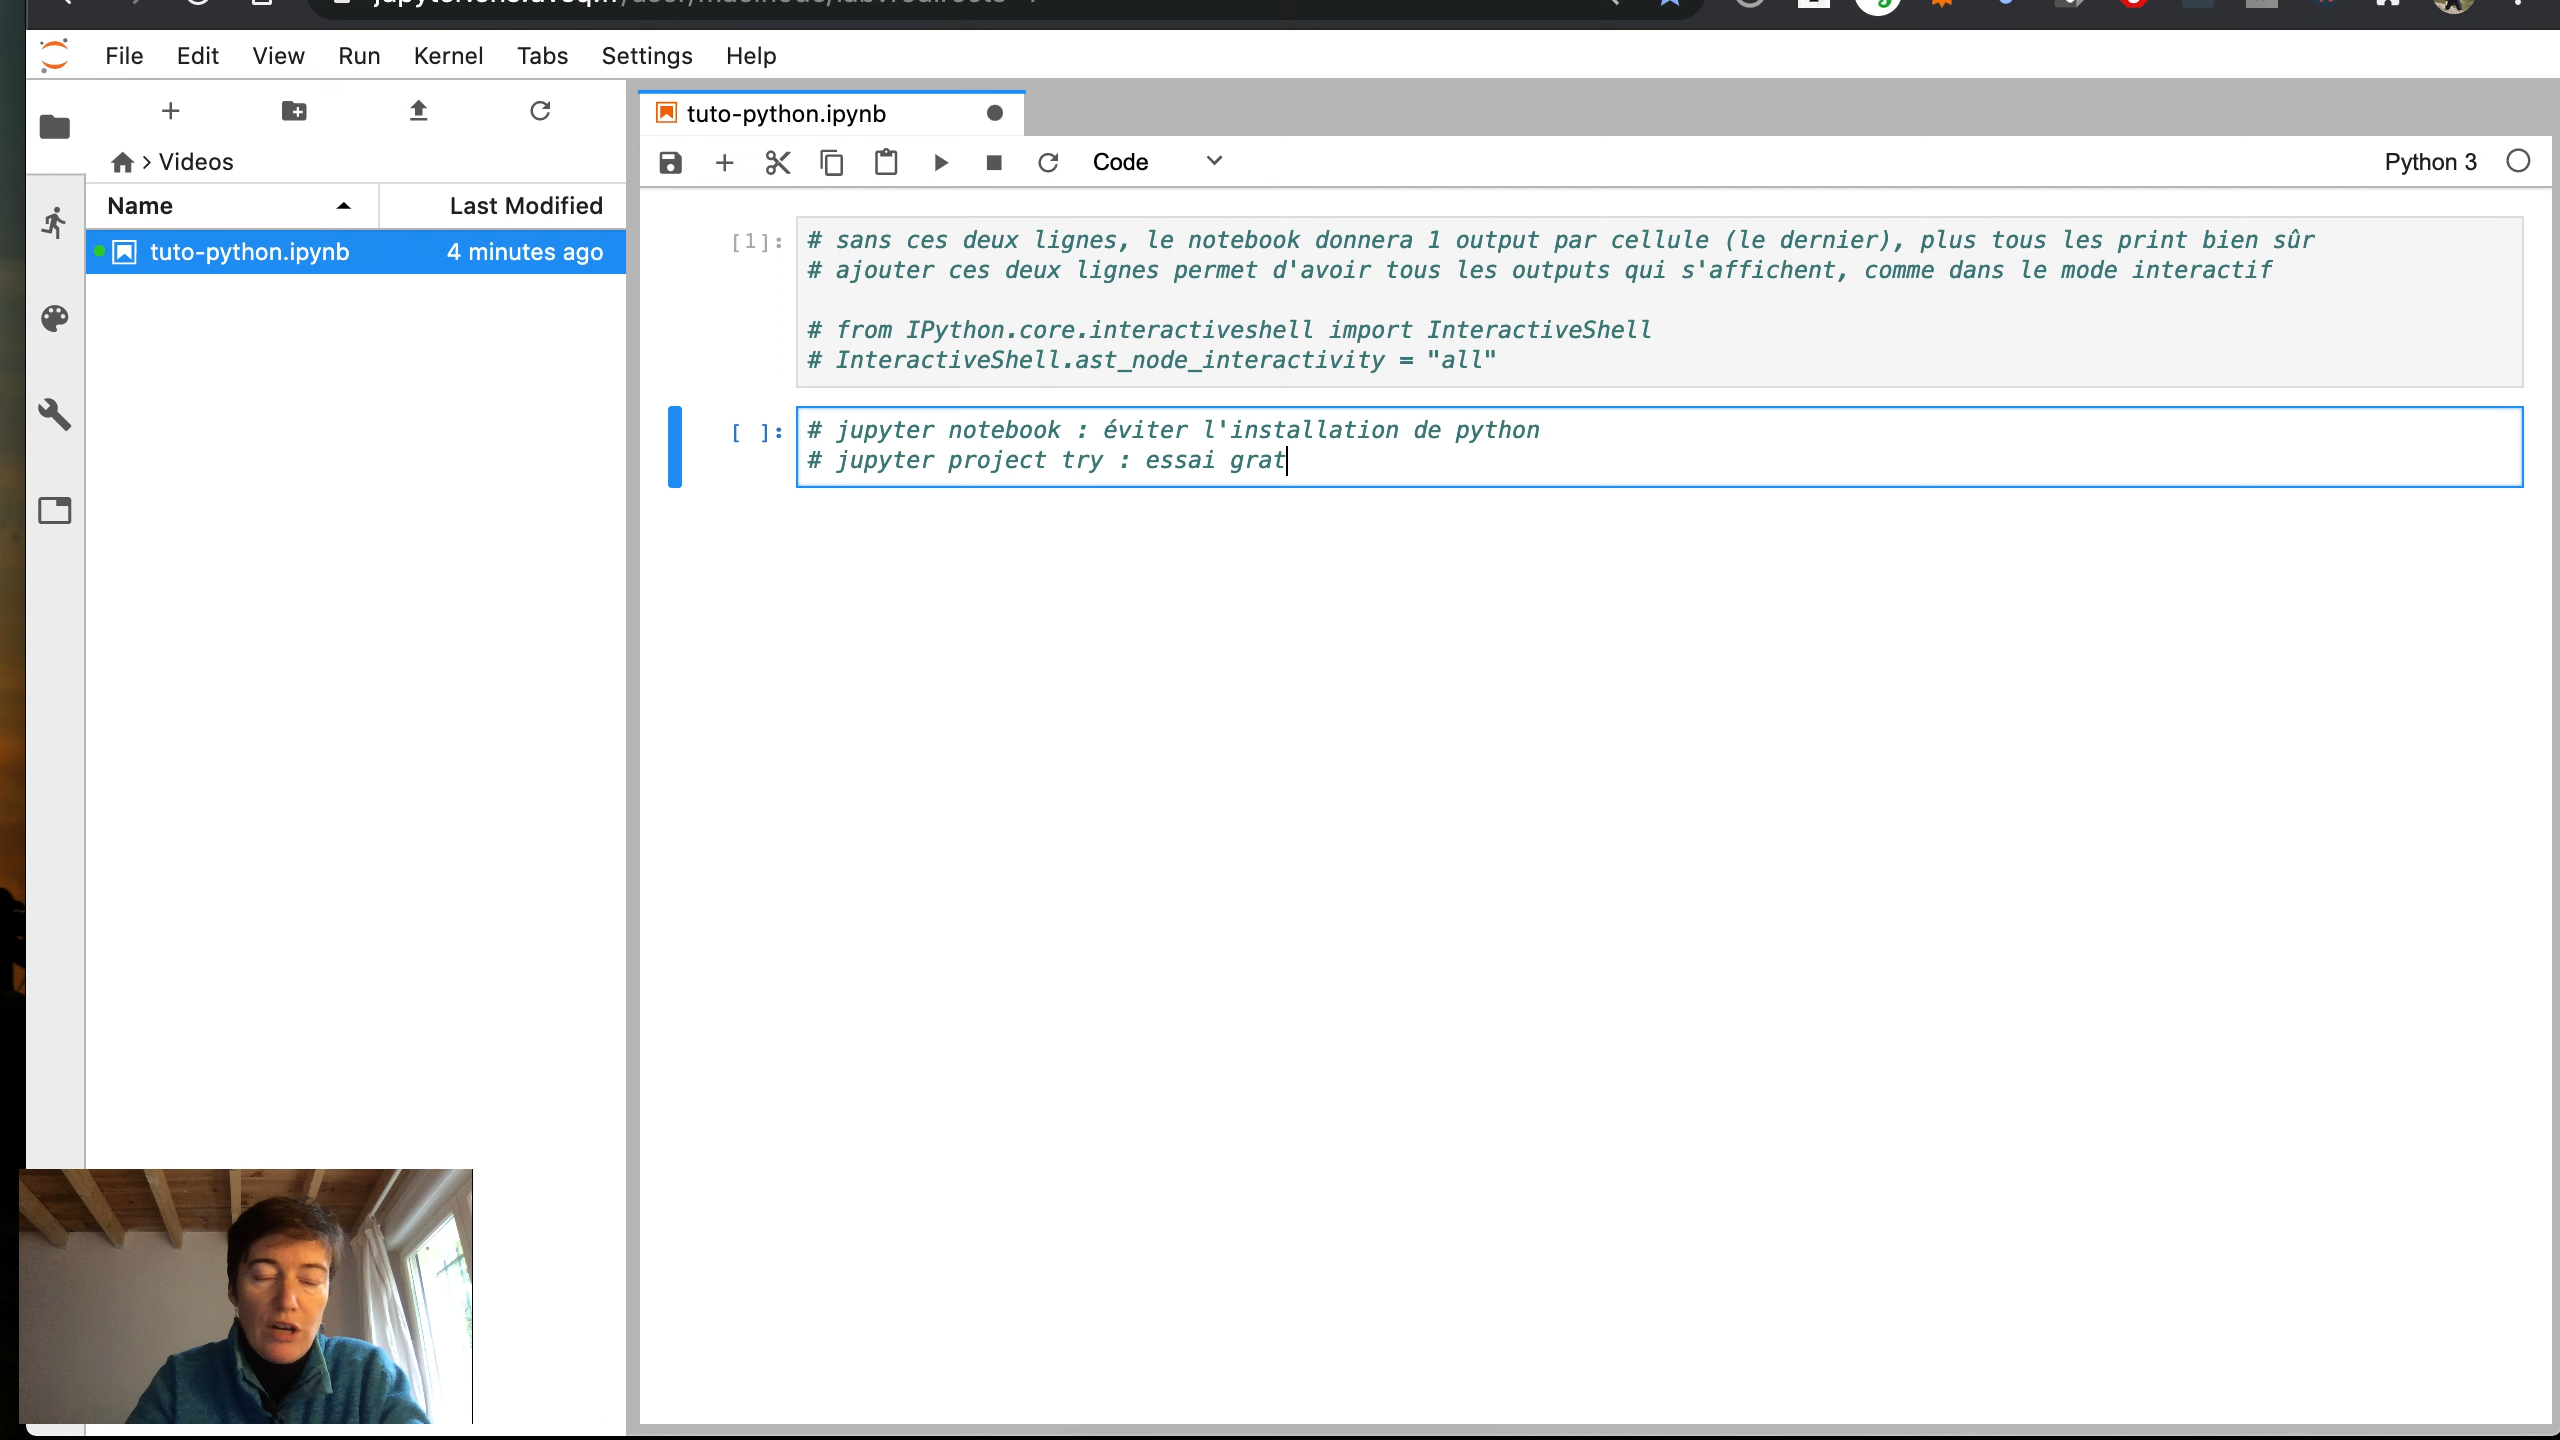 File Edit View Run Kernel Tabs Settings Help
tuto-python.ipynb
Videos
Code
Python 3
Name Last Modified
tuto-python.ipynb 4 minutes ago
[1]: # sans ces deux lignes, le notebook donnera 1 output par cellule (le dernier), plus tous les print bien sûr
# ajouter ces deux lignes permet d'avoir tous les outputs qui s'affichent, comme dans le mode interactif
# from IPython.core.interactiveshell import InteractiveShell
# InteractiveShell.ast_node_interactivity = "all"
[ ]: # jupyter notebook : éviter l'installation de python
# jupyter project try : essai grat